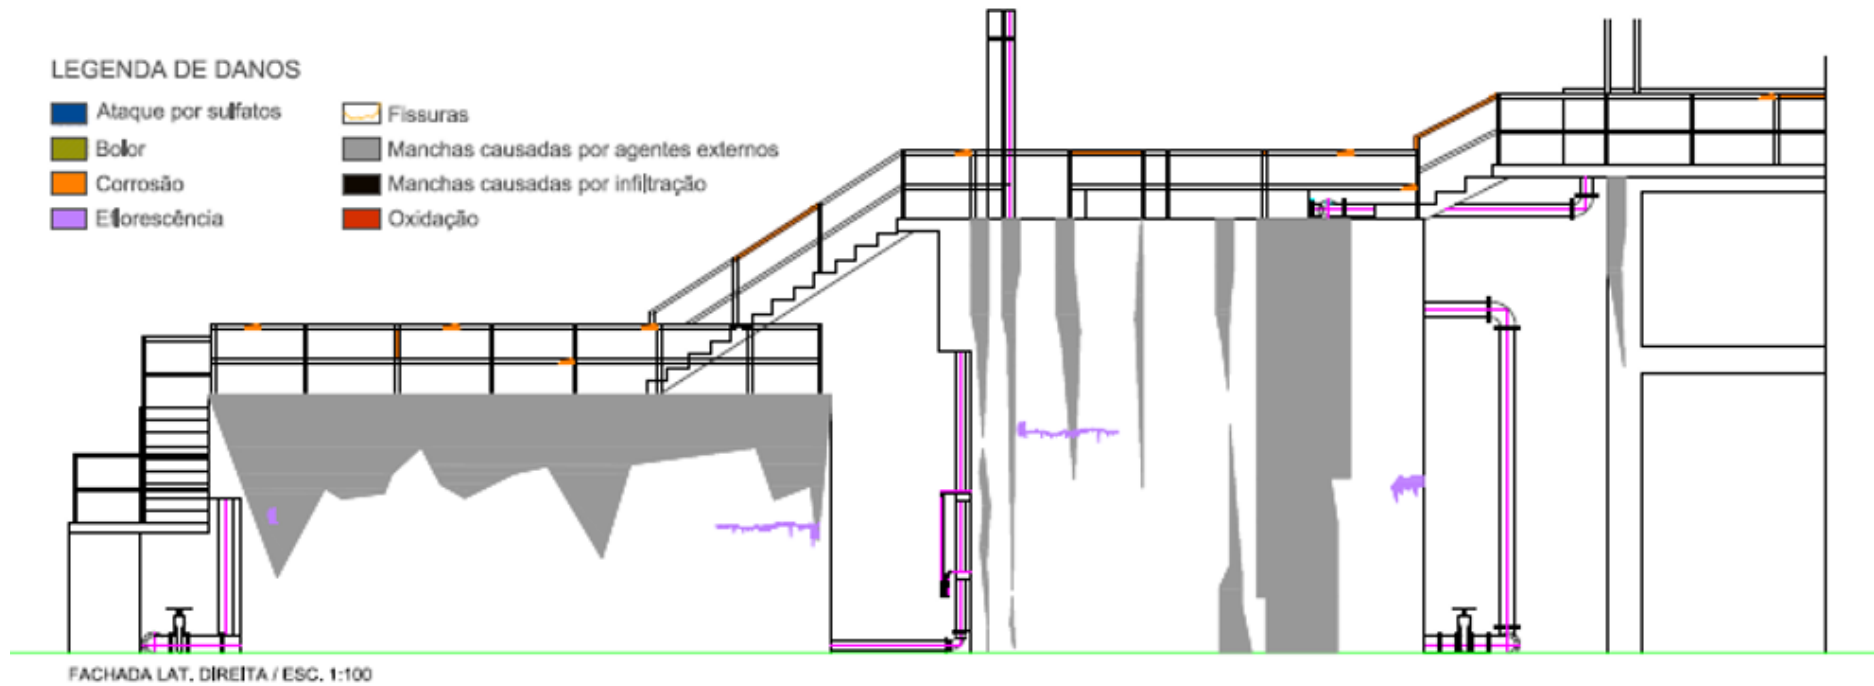 LEGENDA DE DANOS
Ataque por sulfatos
Bolor
Corrosão
Eflorescência
Fissuras
Manchas causadas por agentes externos
Manchas causadas por infiltração
Oxidação
FACHADA LAT. DIREITA / ESC. 1:100